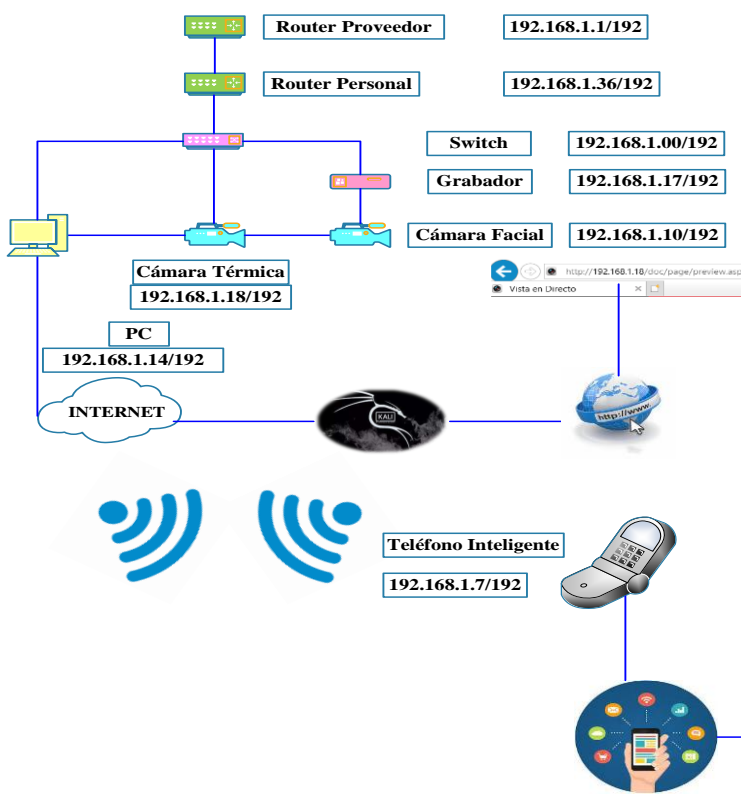 Router Proveedor 192.168.1.1/192
Router Personal 192.168.1.36/192
Switch 192.168.1.00/192
Grabador 192.168.1.17/192
Cámara Facial 192.168.1.10/192
Cámara Térmica
192.168.1.18/192
http://192.168.1.18/doc/page/preview.asp
Vista en Directo
PC
192.168.1.14/192
INTERNET
KALI
http://www.
Teléfono Inteligente
192.168.1.7/192